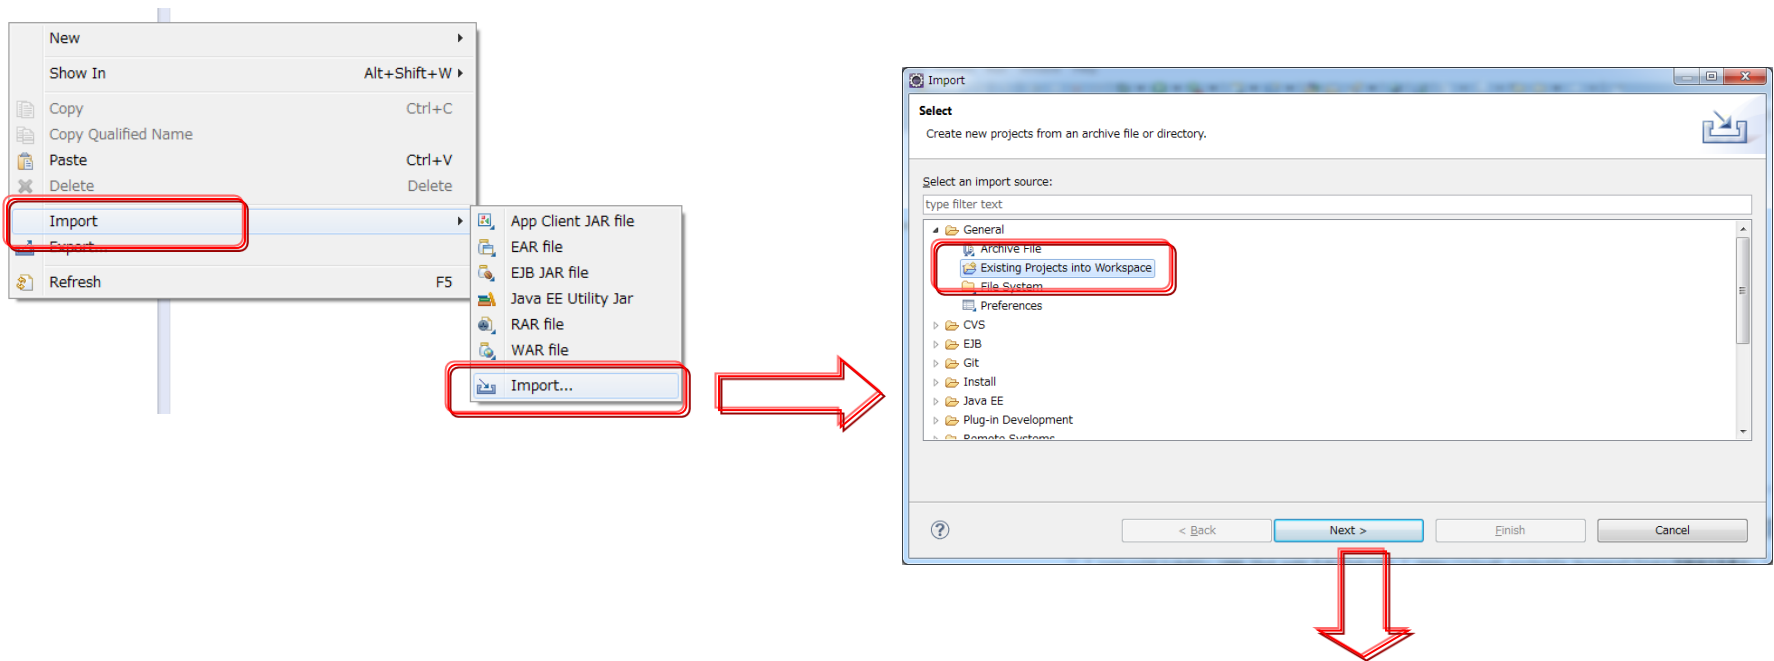 New
Show In Alt+Shift+W
Copy Ctrl+C
Copy Qualified Name
Paste Ctrl+V
Delete Delete
Import
Export...
Refresh F5
App Client JAR file
EAR file
EJB JAR file
Java EE Utility Jar
RAR file
WAR file
Import...
Import
Select
Create new projects from an archive file or directory.
Select an import source:
type filter text
General
Archive File
Existing Projects into Workspace
File System
Preferences
CVS
EJB
Git
Install
Java EE
Plug-in Development
Remote Systems
< Back Next > Finish Cancel